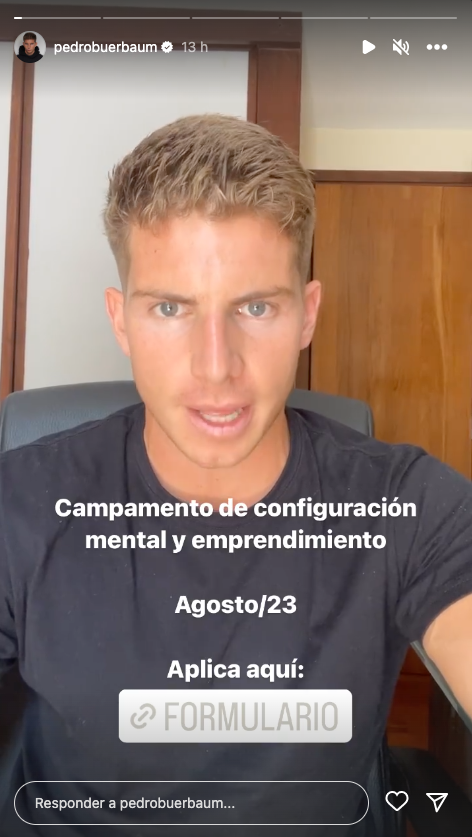 pedrobuerbaum 13 h
Campamento de configuración
mental y emprendimiento
Agosto/23
Aplica aquí:
FORMULARIO
Responder a pedrobuerbaum...